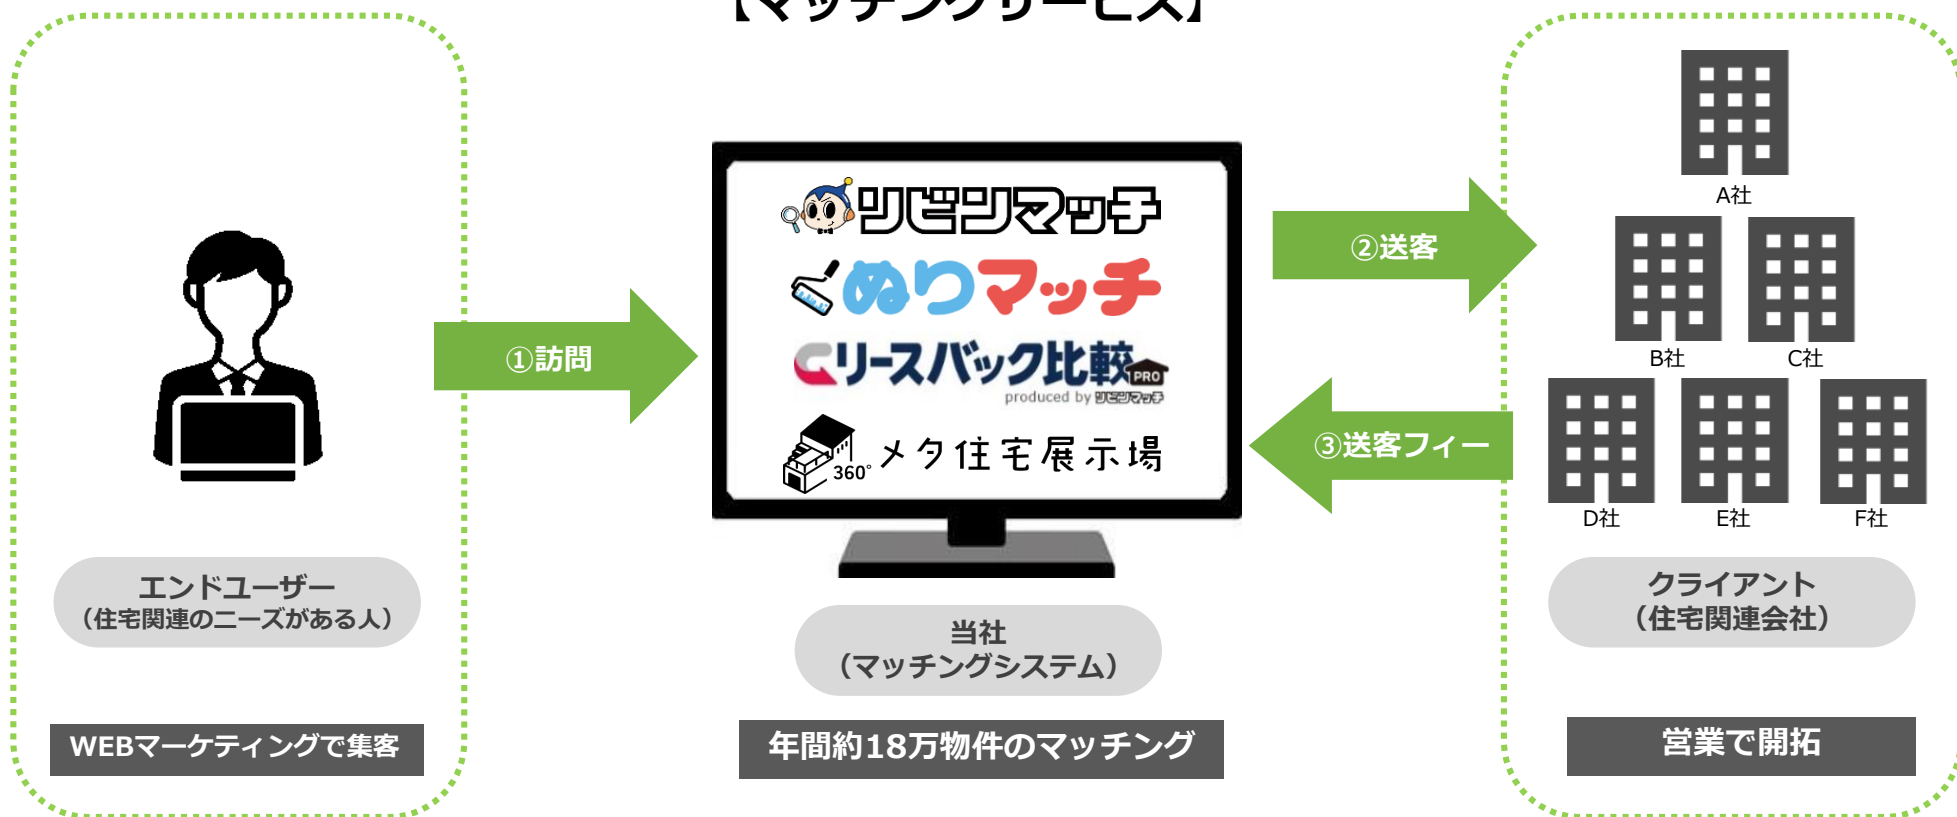 【マッチングサービス】
リビンマッチ
ぬりマッチ
リースバック比較 PRO
produced by リビンマッチ
360° メタ住宅展示場
①訪問
②送客
③送客フィー
A社
B社
C社
D社
E社
F社
エンドユーザー
（住宅関連のニーズがある人）
当社
（マッチングシステム）
クライアント
（住宅関連会社）
WEBマーケティングで集客
年間約18万物件のマッチング
営業で開拓